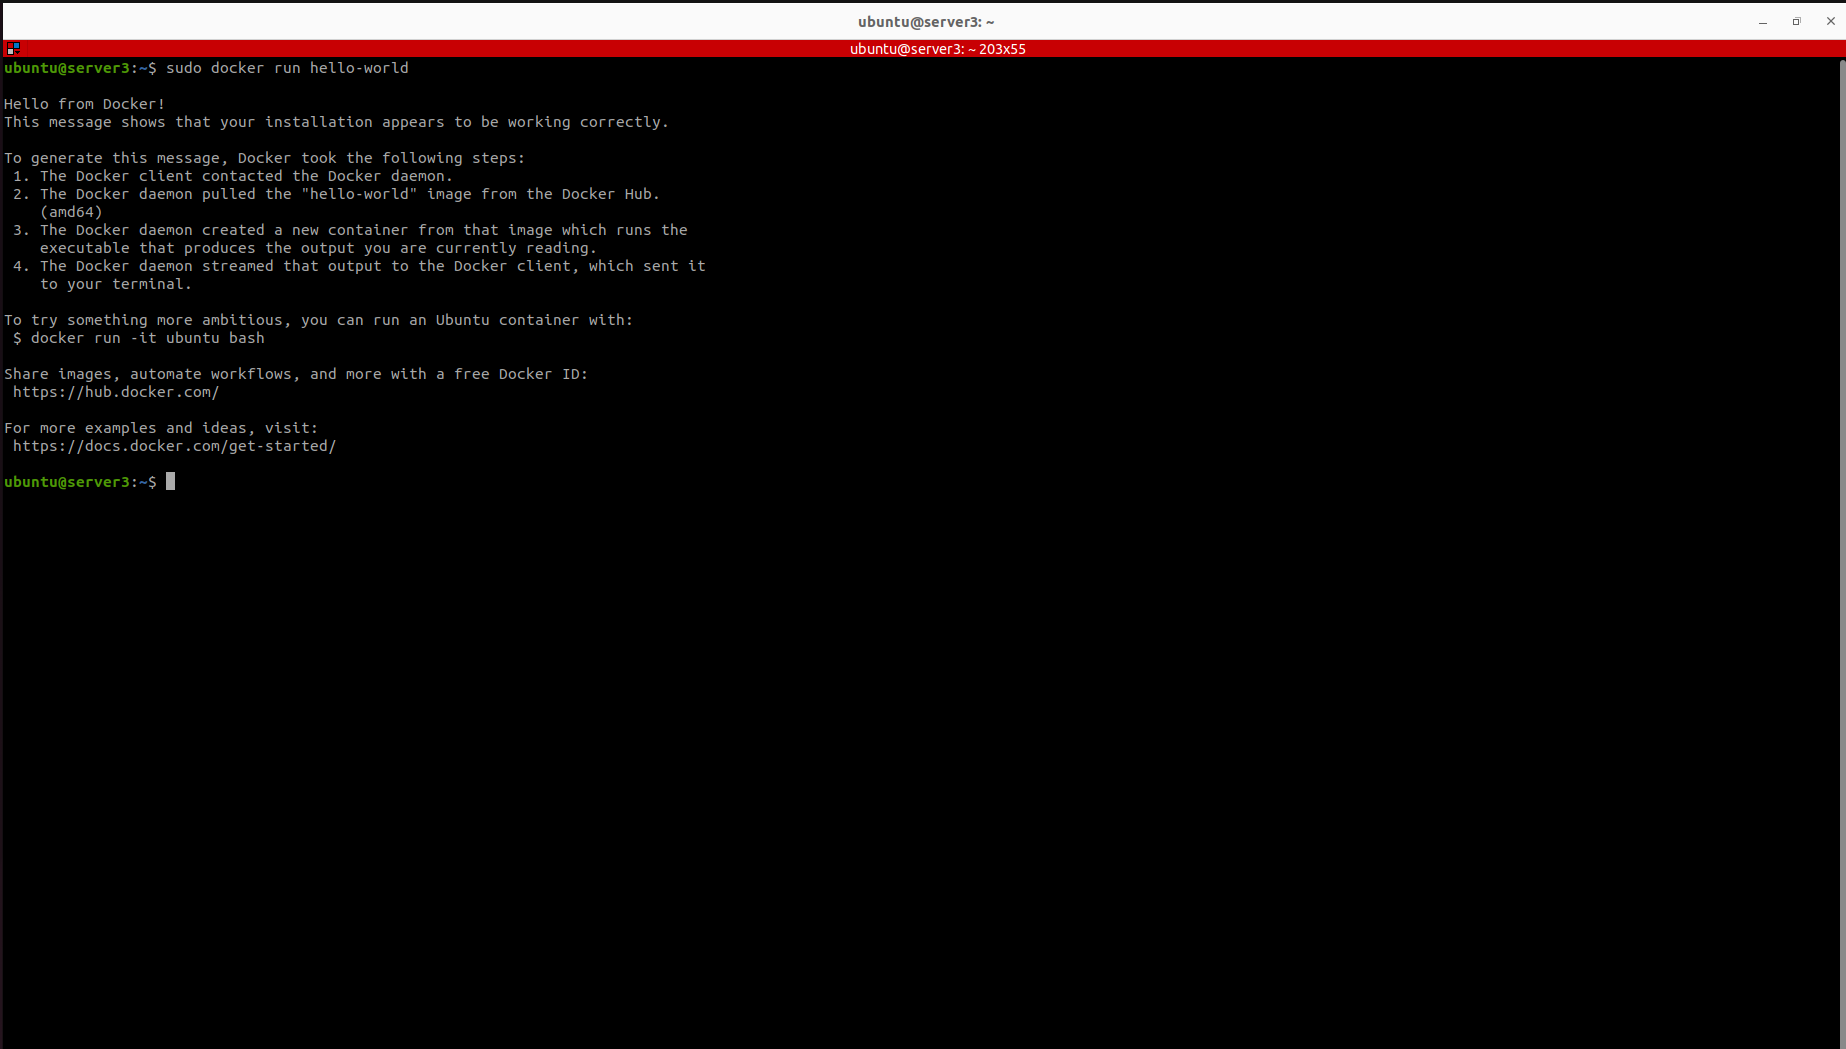 ubuntu@server3: ~
ubuntu@server3: ~ 203x55
ubuntu@server3:~$ sudo docker run hello-world
Hello from Docker!
This message shows that your installation appears to be working correctly.
To generate this message, Docker took the following steps:
 1. The Docker client contacted the Docker daemon.
 2. The Docker daemon pulled the "hello-world" image from the Docker Hub.
    (amd64)
 3. The Docker daemon created a new container from that image which runs the
    executable that produces the output you are currently reading.
 4. The Docker daemon streamed that output to the Docker client, which sent it
    to your terminal.
To try something more ambitious, you can run an Ubuntu container with:
 $ docker run -it ubuntu bash
Share images, automate workflows, and more with a free Docker ID:
 https://hub.docker.com/
For more examples and ideas, visit:
 https://docs.docker.com/get-started/
ubuntu@server3:~$